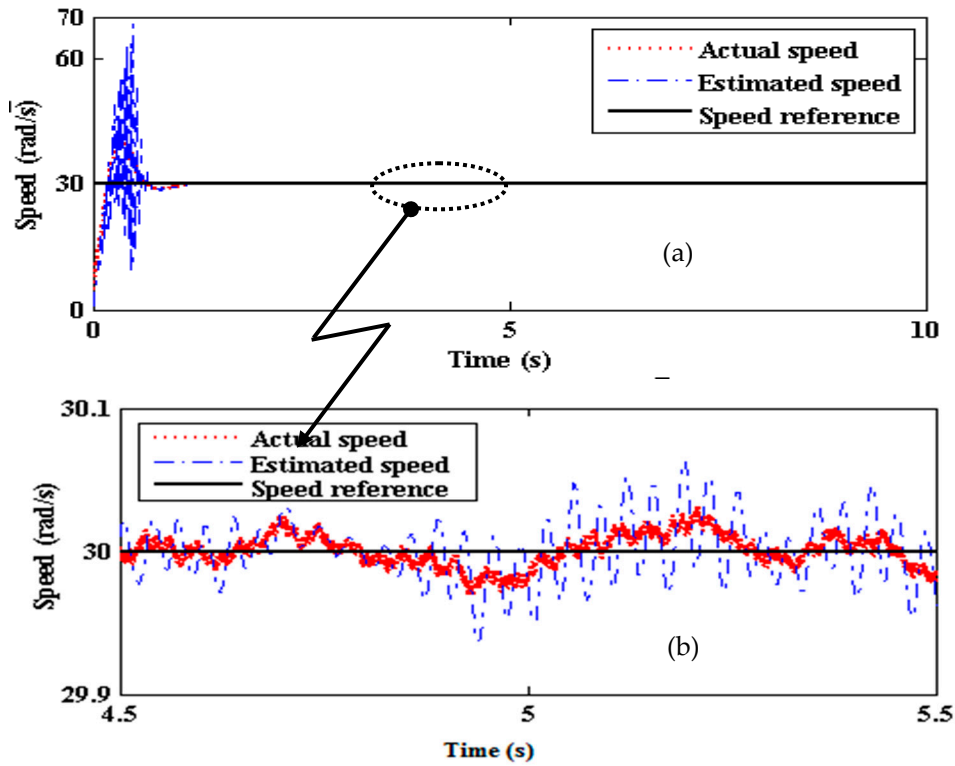 70
60
30
0
Speed (rad/s)
Actual speed
Estimated speed
Speed reference
(a)
0
5
10
Time (s)
30.1
30
29.9
Speed (rad/s)
Actual speed
Estimated speed
Speed reference
(b)
4.5
5
5.5
Time (s)